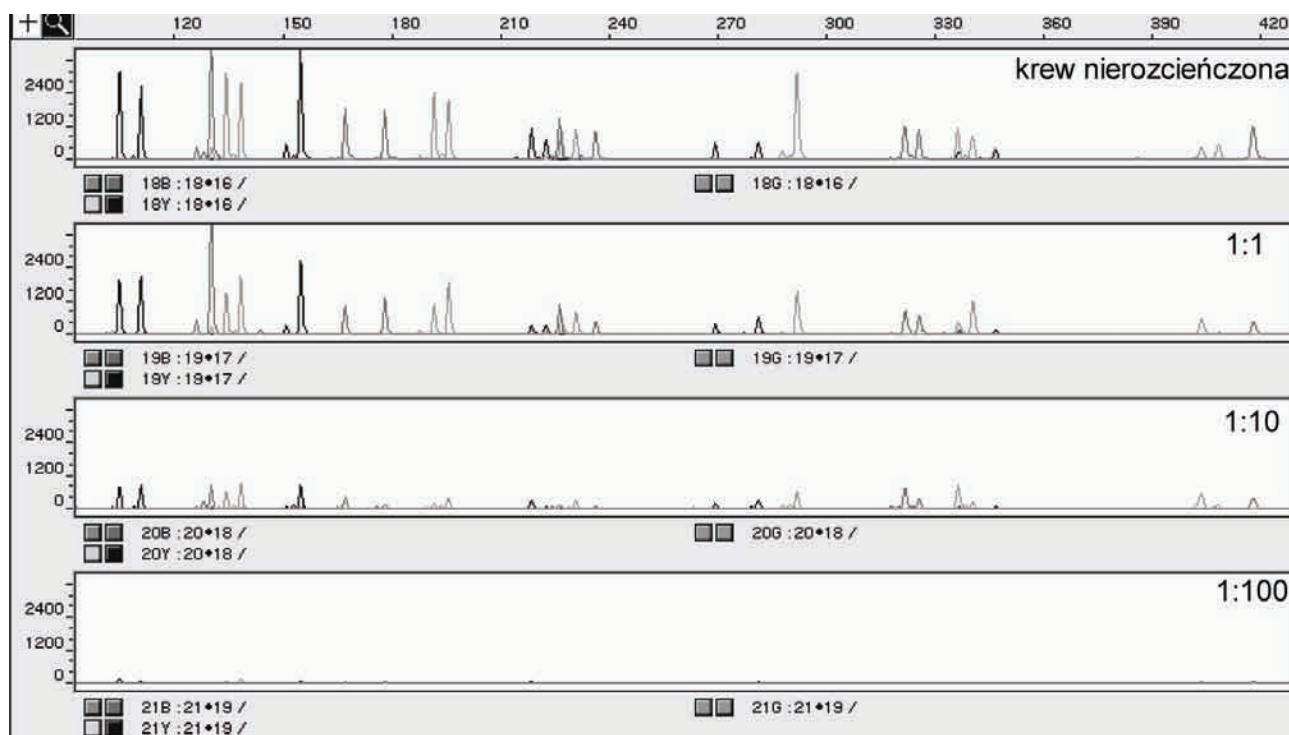 120 150 180 210 240 270 300 330 360 390 420
krew nierozcieńczona
2400
1200
0
18B :18♦16 / 18G :18♦16 /
18Y :18♦16 /
1:1
2400
1200
0
19B :19♦17 / 19G :19♦17 /
19Y :19♦17 /
1:10
2400
1200
0
20B :20♦18 / 20G :20♦18 /
20Y :20♦18 /
1:100
2400
1200
0
21B :21♦19 / 21G :21♦19 /
21Y :21♦19 /